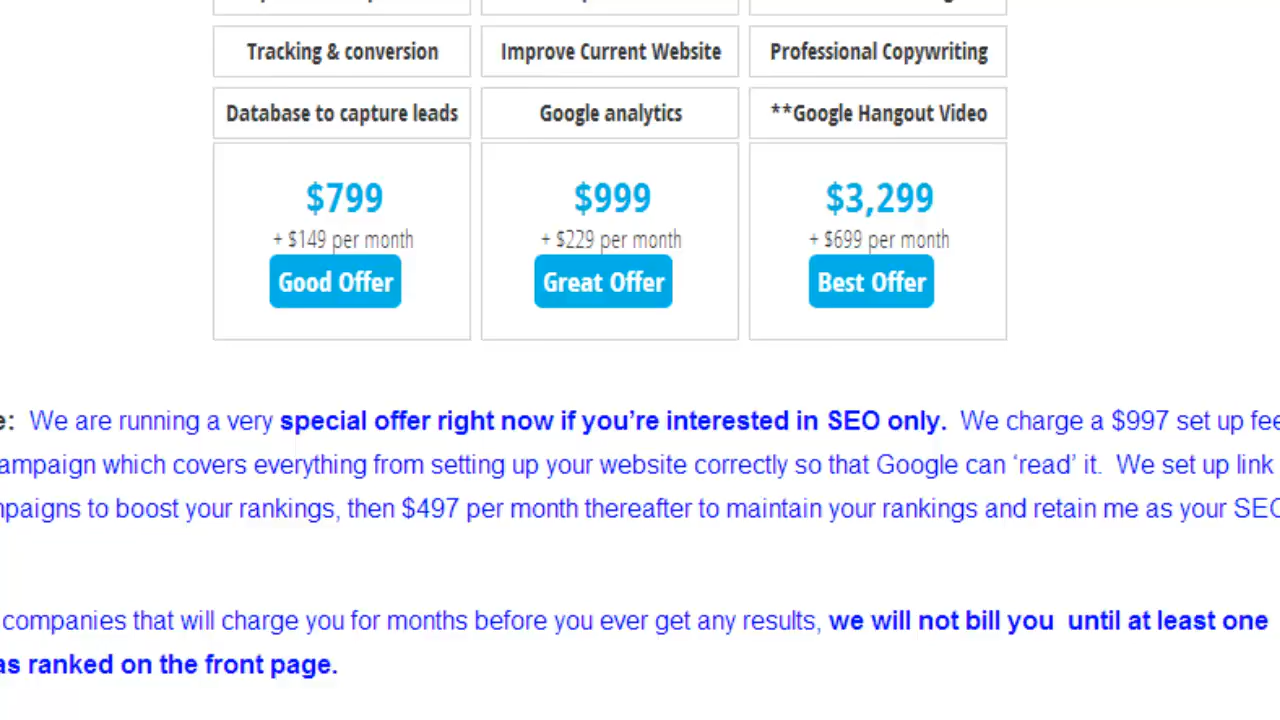 Tracking & conversion
Improve Current Website
Professional Copywriting
Database to capture leads
Google analytics
**Google Hangout Video
$799
$999
$3,299
+ $149 per month
+ $229 per month
+ $699 per month
Good Offer
Great Offer
Best Offer
We are running a very special offer right now if you’re interested in SEO only.  We charge a $997 set up fee
which covers everything from setting up your website correctly so that Google can ‘read’ it.  We set up link
to boost your rankings, then $497 per month thereafter to maintain your rankings and retain me as your SEO
companies that will charge you for months before you ever get any results, we will not bill you  until at least one
ranked on the front page.